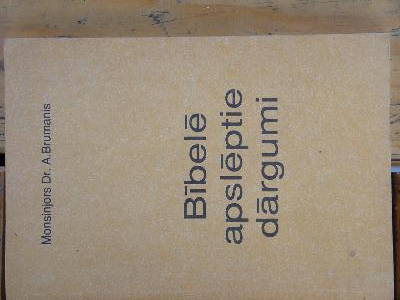 Monsinjors Dr. A.Brumanis
Bībelē
apslēptie
dārgumi